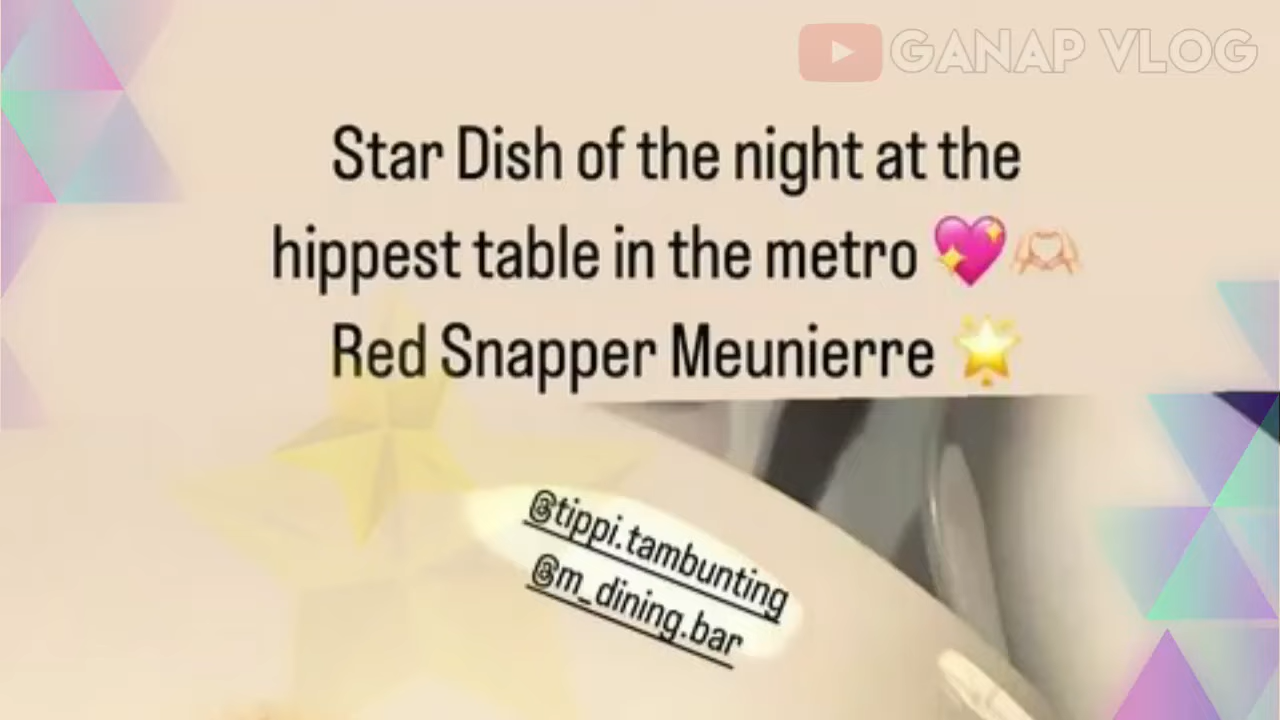 GANAP VLOG
Star Dish of the night at the
hippest table in the metro 💖🫶🏻
Red Snapper Meunierre 🌟
@tippi.tambunting
@m_dining.bar